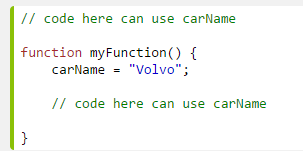 // code here can use carName
function myFunction() {
carName = "Volvo";
// code here can use carName
}